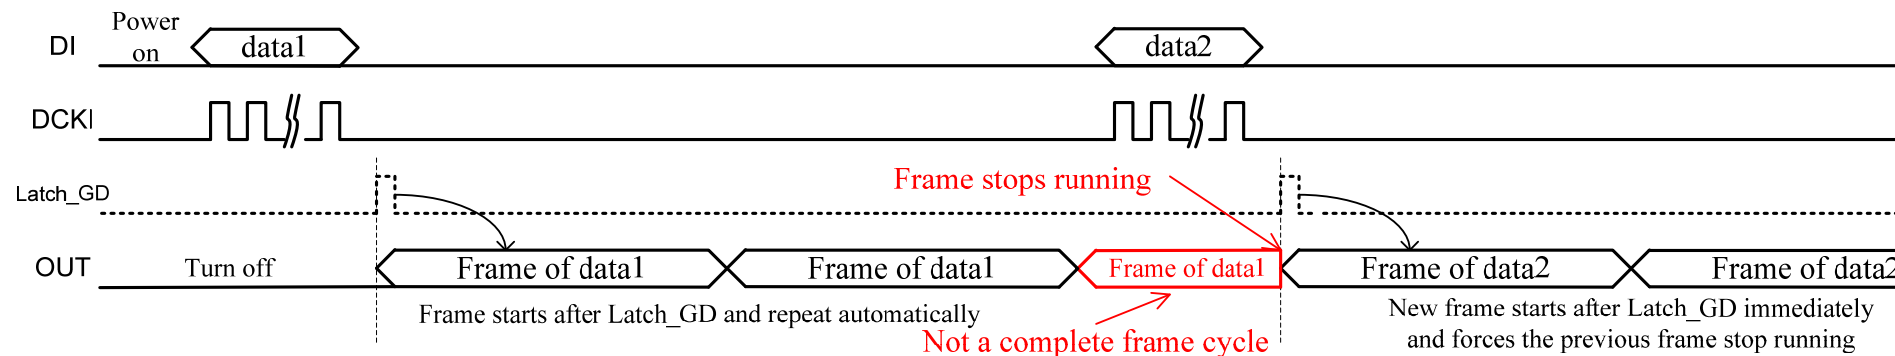 Power
on
DI
data1
data2
DCKI
Latch_GD
Frame stops running
OUT
Turn off
Frame of data1
Frame of data1
Frame of data1
Frame of data2
Frame of data2
Frame starts after Latch_GD and repeat automatically
Not a complete frame cycle
New frame starts after Latch_GD immediately
and forces the previous frame stop running